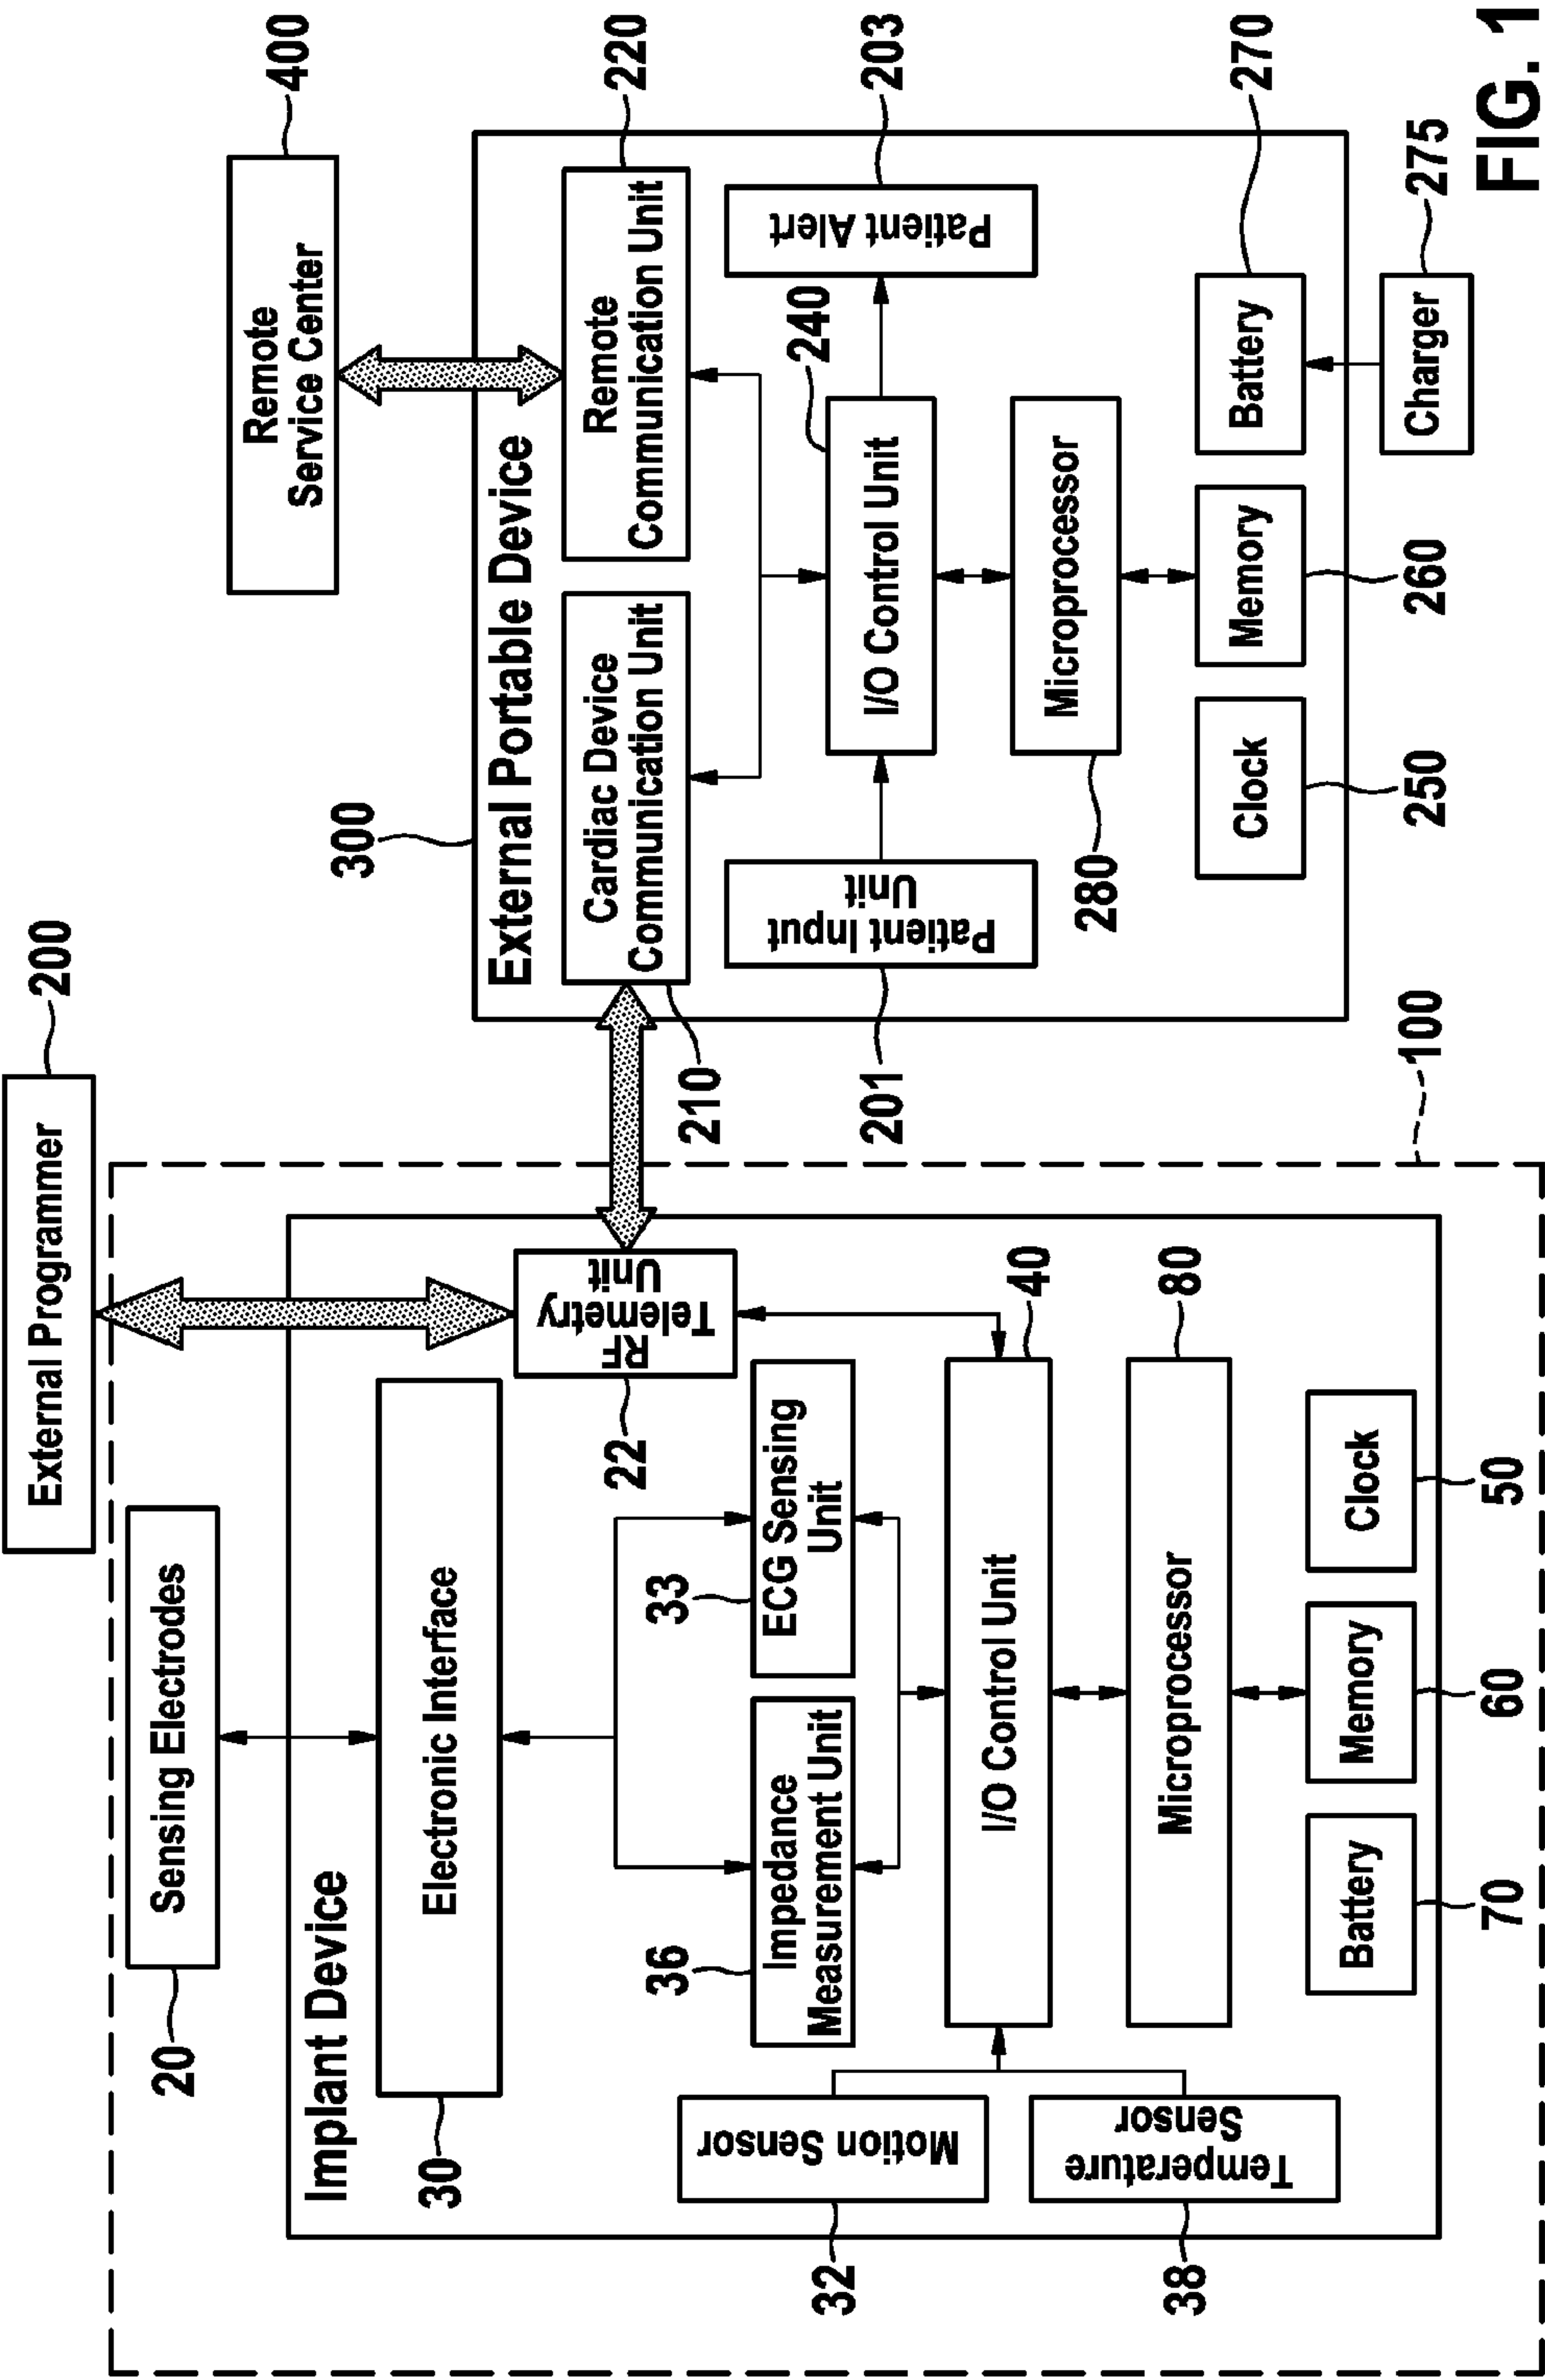 External Programmer
200
Sensing Electrodes
20
Implant Device
Electronic Interface
30
RF
Telemetry
Unit
22
36
Impedance
Measurement Unit
33
ECG Sensing
Unit
Motion Sensor
32
Temperature
Sensor
38
I/O Control Unit
40
Microprocessor
80
Battery
70
Memory
60
Clock
50
100
Remote
Service Center
400
300
External Portable Device
Cardiac Device
Communication Unit
210
Remote
Communication Unit
220
Patient Input
Unit
201
240
I/O Control Unit
Patient Alert
203
Microprocessor
280
Clock
250
Memory
260
Battery
270
Charger
275
FIG. 1